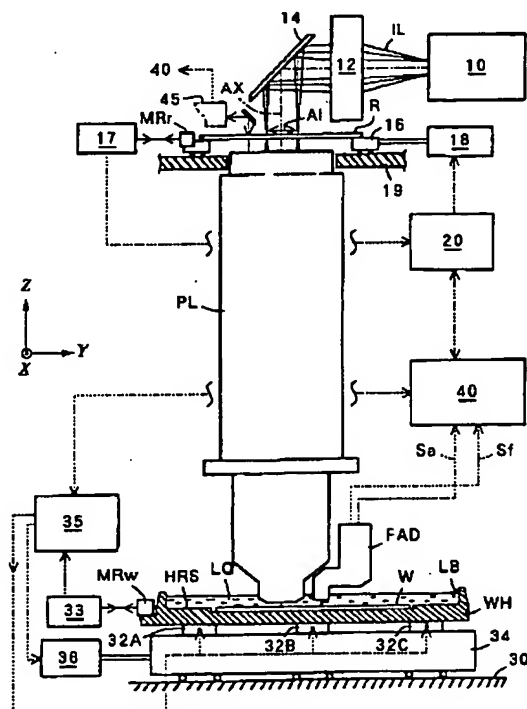 14
IL
12
10
40
AX
45
AI
R
MRr
16
17
18
19
20
Z
PL
Y
X
40
Sa
Sf
35
FAD
MRw
HRS
LQ
W
LB
WH
33
32A
32B
32C
34
36
30